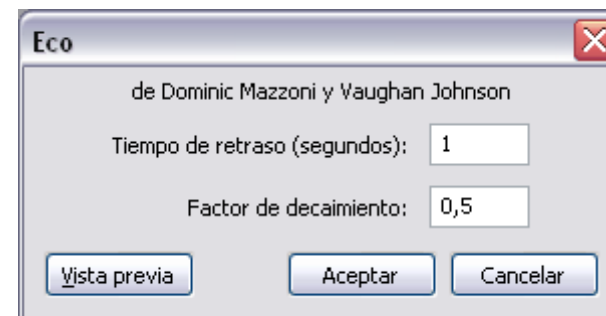 Eco
de Dominic Mazzoni y Vaughan Johnson
Tiempo de retraso (segundos): 1
Factor de decaimiento: 0,5
Vista previa Aceptar Cancelar